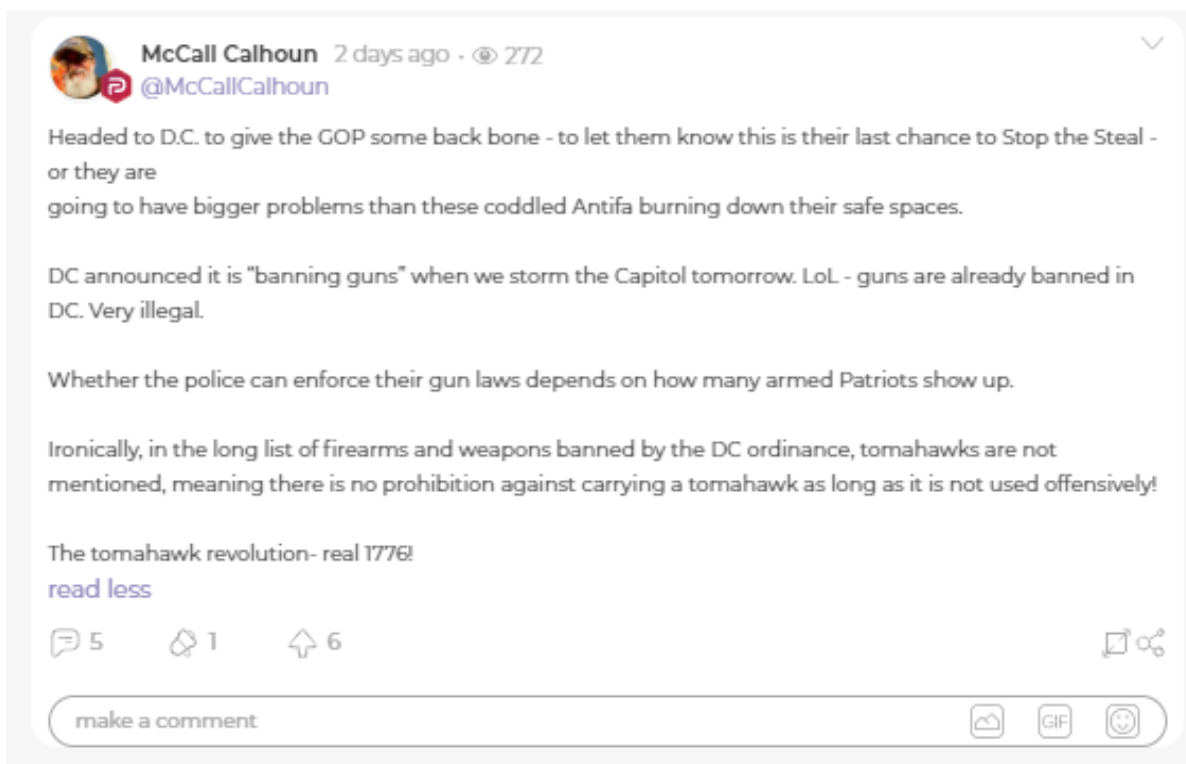 McCall Calhoun 2 days ago · 272
@McCallCalhoun
Headed to D.C. to give the GOP some back bone - to let them know this is their last chance to Stop the Steal -
or they are
going to have bigger problems than these coddled Antifa burning down their safe spaces.
DC announced it is “banning guns” when we storm the Capitol tomorrow. LoL - guns are already banned in
DC. Very illegal.
Whether the police can enforce their gun laws depends on how many armed Patriots show up.
Ironically, in the long list of firearms and weapons banned by the DC ordinance, tomahawks are not
mentioned, meaning there is no prohibition against carrying a tomahawk as long as it is not used offensively!
The tomahawk revolution- real 1776!
read less
5 1 6
make a comment GIF